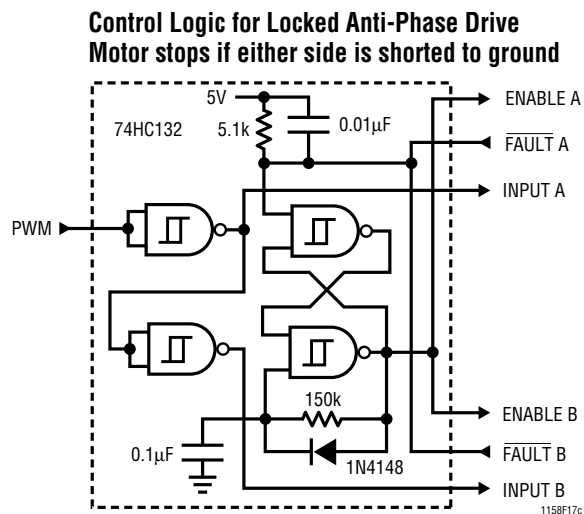 Control Logic for Locked Anti-Phase Drive
Motor stops if either side is shorted to ground
5V
ENABLE A
74HC132
5.1k
0.01µF
FAULT A
INPUT A
PWM
150k
ENABLE B
0.1µF
1N4148
FAULT B
INPUT B
1158F17c